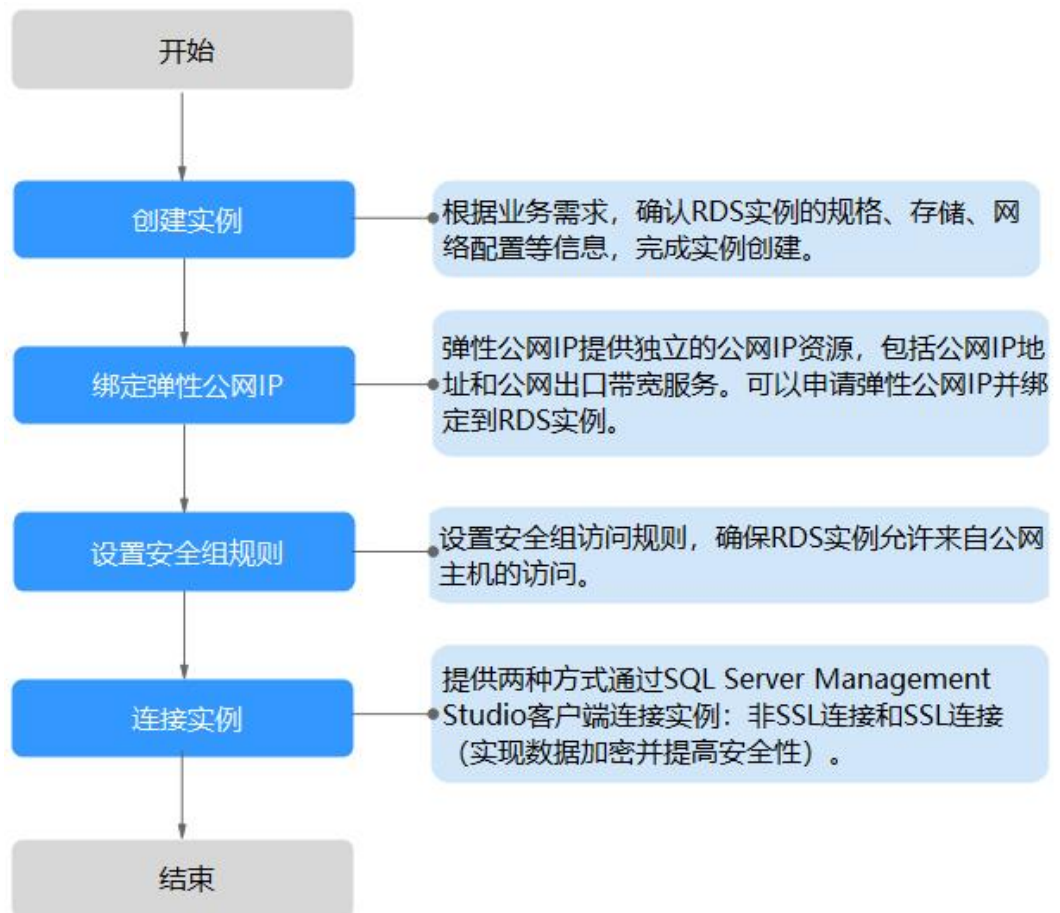 开始
创建实例
根据业务需求，确认RDS实例的规格、存储、网
络配置等信息，完成实例创建。
绑定弹性公网IP
弹性公网IP提供独立的公网IP资源，包括公网IP地
址和公网出口带宽服务。可以申请弹性公网IP并绑
定到RDS实例。
设置安全组规则
设置安全组访问规则，确保RDS实例允许来自公网
主机的访问。
连接实例
提供两种方式通过SQL Server Management
Studio客户端连接实例：非SSL连接和SSL连接
（实现数据加密并提高安全性）。
结束